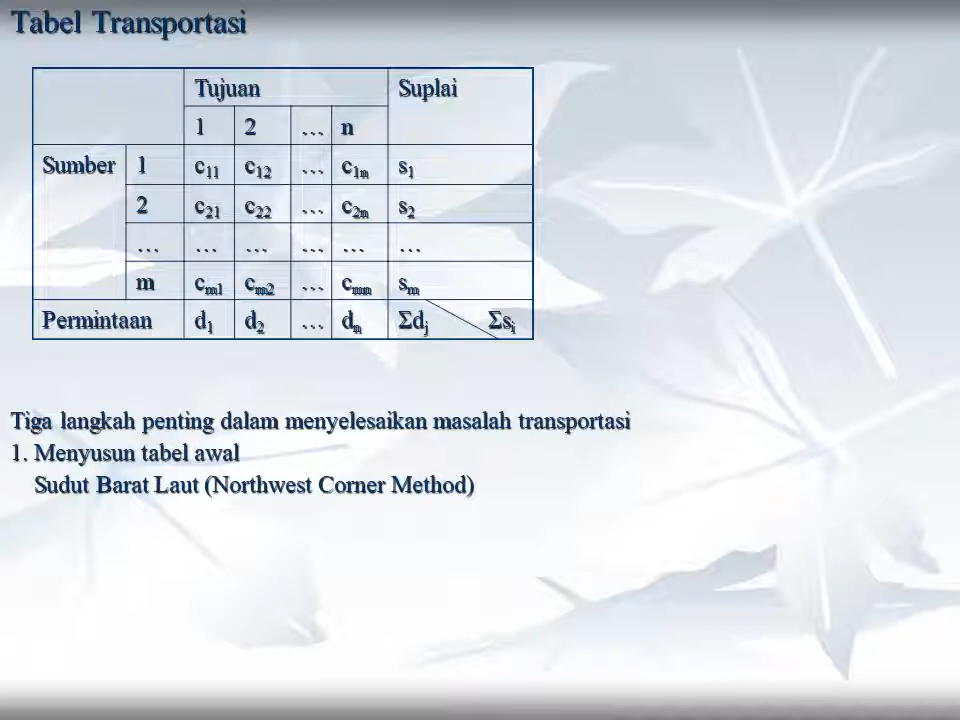 Tabel Transportasi
Tujuan Suplai
1 2 … n
Sumber 1 c11 c12 … c1n s1
2 c21 c22 … c2n s2
… … … … … …
m cm1 cm2 … cmn sm
Permintaan d1 d2 … dn Σdj Σsi
Tiga langkah penting dalam menyelesaikan masalah transportasi
1. Menyusun tabel awal
Sudut Barat Laut (Northwest Corner Method)